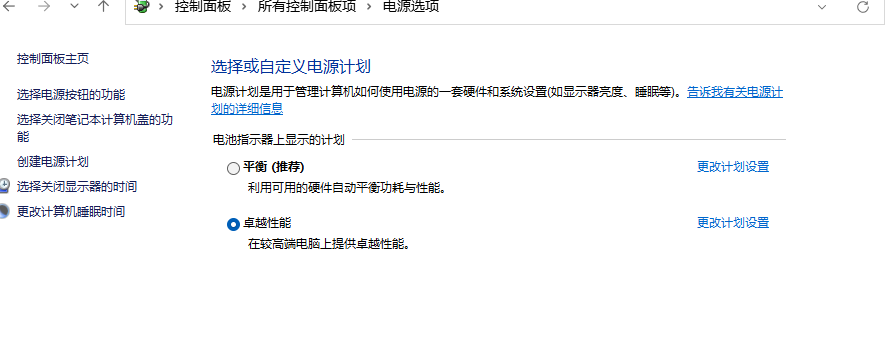 控制面板 › 所有控制面板项 › 电源选项
控制面板主页
选择电源按钮的功能
选择关闭笔记本计算机盖的功
能
创建电源计划
选择关闭显示器的时间
更改计算机睡眠时间
选择或自定义电源计划
电源计划是用于管理计算机如何使用电源的一套硬件和系统设置(如显示器亮度、睡眠等)。告诉我有关电源计
划的详细信息
电池指示器上显示的计划
平衡 (推荐) 更改计划设置
利用可用的硬件自动平衡功耗与性能。
卓越性能 更改计划设置
在较高端电脑上提供卓越性能。